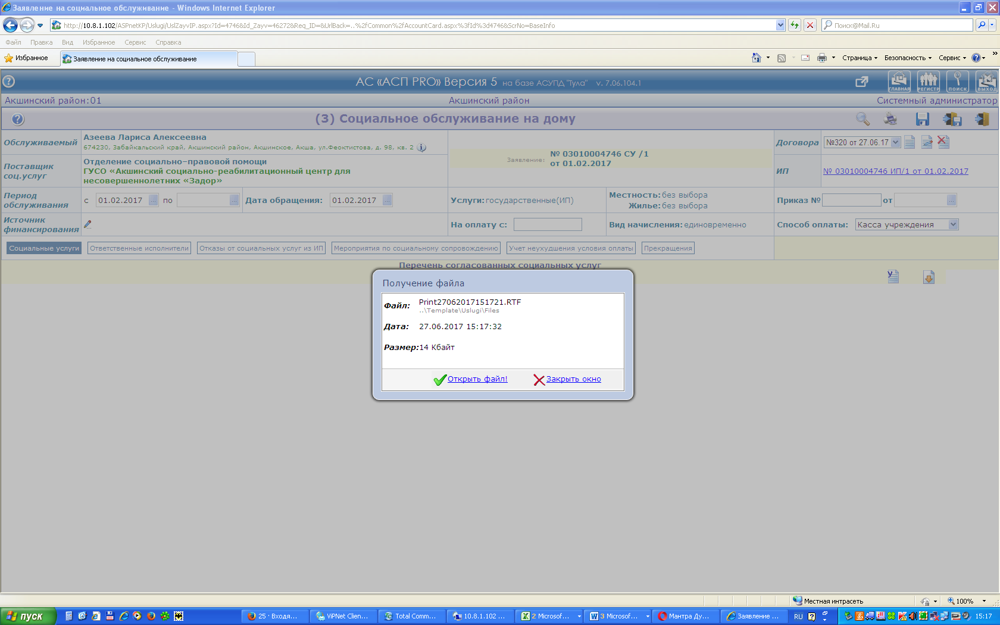 Заявление на социальное обслуживание - Windows Internet Explorer
http://10.8.1.102/ASPnetKP/Uslugi/UslZayvIP.aspx?Id=4746&Id_Zayv=46272&Req_ID=&UrlBack=..%2fCommon%2fAccountCard.aspx%3fId%3d4746&ScrNo=BaseInfo
Поиск@Mail.Ru
Файл Правка Вид Избранное Сервис Справка
Избранное Заявление на социальное обслуживание
Страница Безопасность Сервис
АС «АСП PRO» Версия 5 на базе АСУПД "Тула" v. 7.06.104.1
ГЛАВНАЯ РЕГИСТР ПОИСК ВЫХОД
Акшинский район:01 Акшинский район Системный администратор
(3) Социальное обслуживание на дому
Обслуживаемый
Азеева Лариса Алексеевна
674230, Забайкальский край, Акшинский район, Акшинское, Акша, ул.Феоктистова, д. 98, кв. 2
Заявление:
№ 03010004746 СУ /1
от 01.02.2017
Договора №320 от 27.06.17
Поставщик
соц.услуг
Отделение социально-правовой помощи
ГУСО «Акшинский социально-реабилитационный центр для
несовершеннолетних «Задор»
ИП № 03010004746 ИП/1 от 01.02.2017
Период
обслуживания
с 01.02.2017 ... по ... Дата обращения: 01.02.2017 ...
Услуги: государственные(ИП)
Местность: без выбора
Жилье: без выбора
Приказ № от ...
Источник
финансирования
На оплату с:
Вид начисления: единовременно
Способ оплаты: Касса учреждения
Социальные услуги Ответственные исполнители Отказы от социальных услуг из ИП Мероприятия по социальному сопровождению Учет неухудшения условия оплаты Прекращения
Перечень согласованных социальных услуг
Получение файла
Файл: Print27062017151721.RTF
..\Template\Uslugi\Files
Дата: 27.06.2017 15:17:32
Размер: 14 Кбайт
Открыть файл! Закрыть окно
Местная интрасеть 100%
пуск 25 · Входя... ViPNet Clien... Total Comm... 10.8.1.102 ... 2 Microsof... 3 Microsof... Мантра Ду... Заявление ... RU 15:17